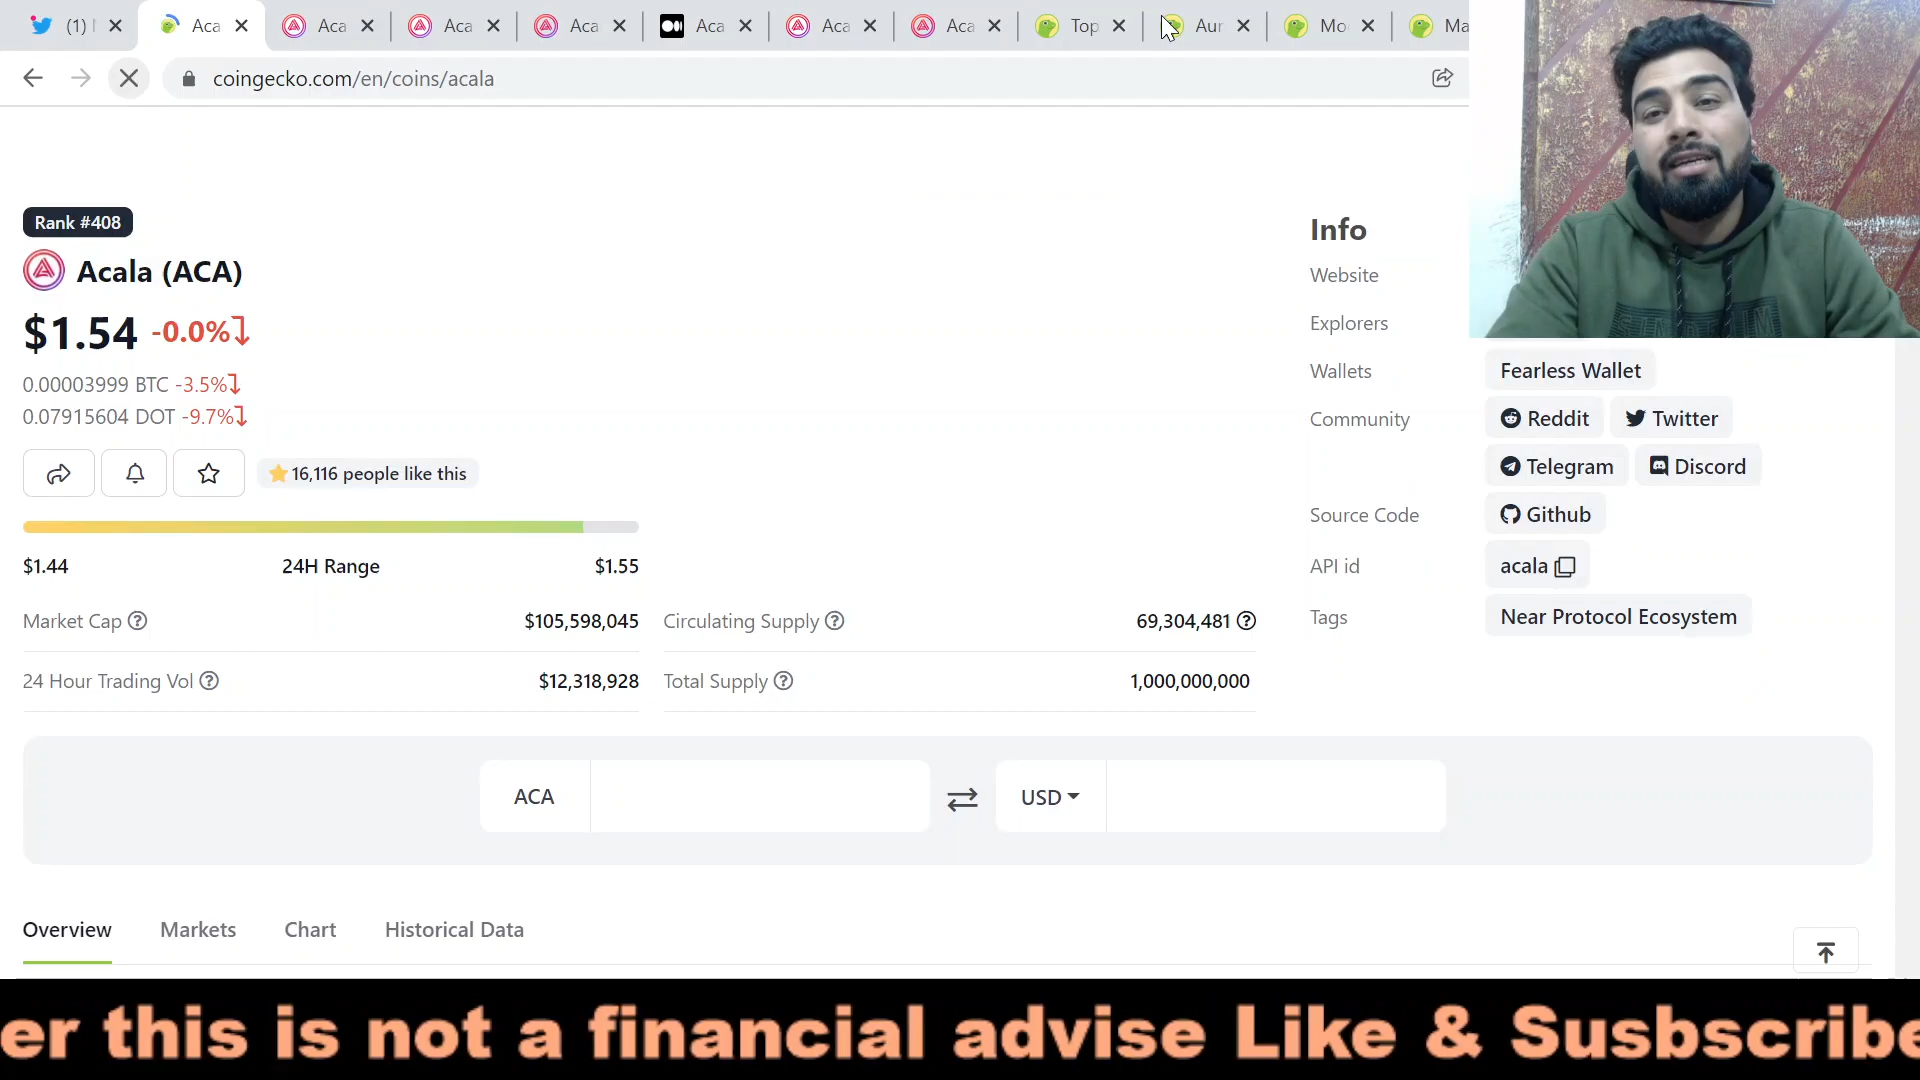 (1) Aca Aca Aca Aca Aca Aca Aca Top Aur Mo Ma
coingecko.com/en/coins/acala
Rank #408
Acala (ACA)
$1.54 -0.0%
0.00003999 BTC -3.5%
0.07915604 DOT -9.7%
16,116 people like this
$1.44 24H Range $1.55
Market Cap $105,598,045
24 Hour Trading Vol $12,318,928
Circulating Supply 69,304,481
Total Supply 1,000,000,000
Info
Website
Explorers
Wallets Fearless Wallet
Community Reddit Twitter
Telegram Discord
Source Code Github
API id acala
Tags Near Protocol Ecosystem
ACA USD
Overview Markets Chart Historical Data
er this is not a financial advise Like & Susbscribe